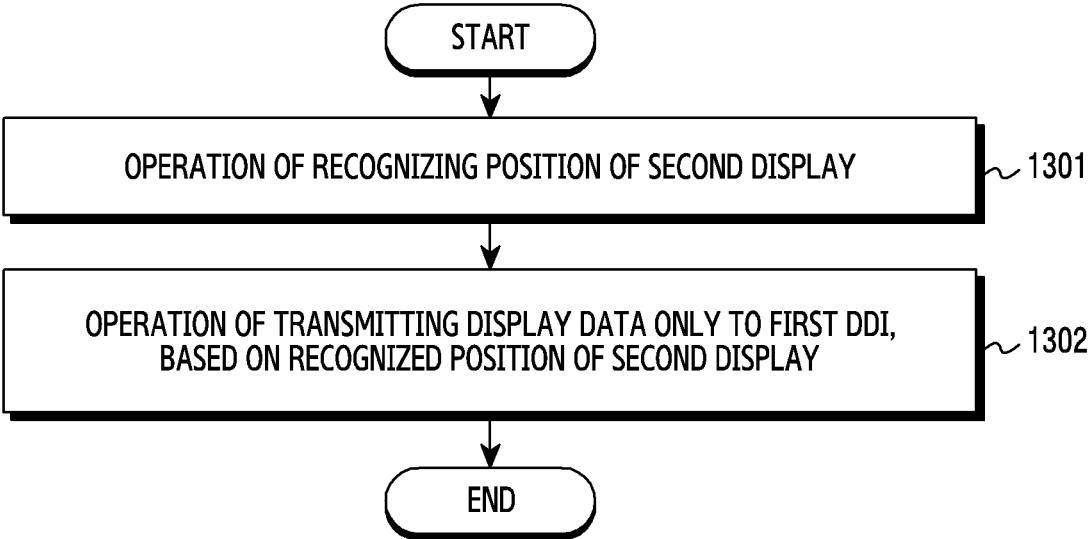 START
OPERATION OF RECOGNIZING POSITION OF SECOND DISPLAY
1301
OPERATION OF TRANSMITTING DISPLAY DATA ONLY TO FIRST DDI,
BASED ON RECOGNIZED POSITION OF SECOND DISPLAY
1302
END